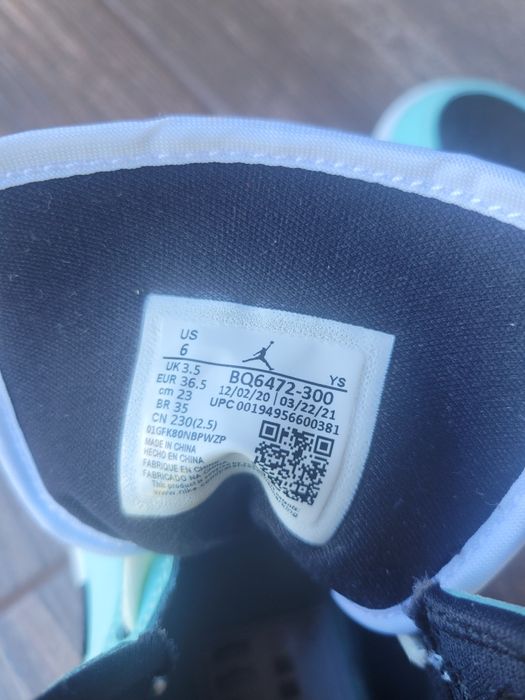 US
6
UK 3.5
EUR 36.5
cm 23
BR 35
CN 230(2.5)
YS
BQ6472-300
12/02/20 | 03/22/21
UPC 00194956600381
01GFK80NBPWZP
MADE IN CHINA
HECHO EN CHINA
FABRIQUE EN
FABRICADO NA
This
www.